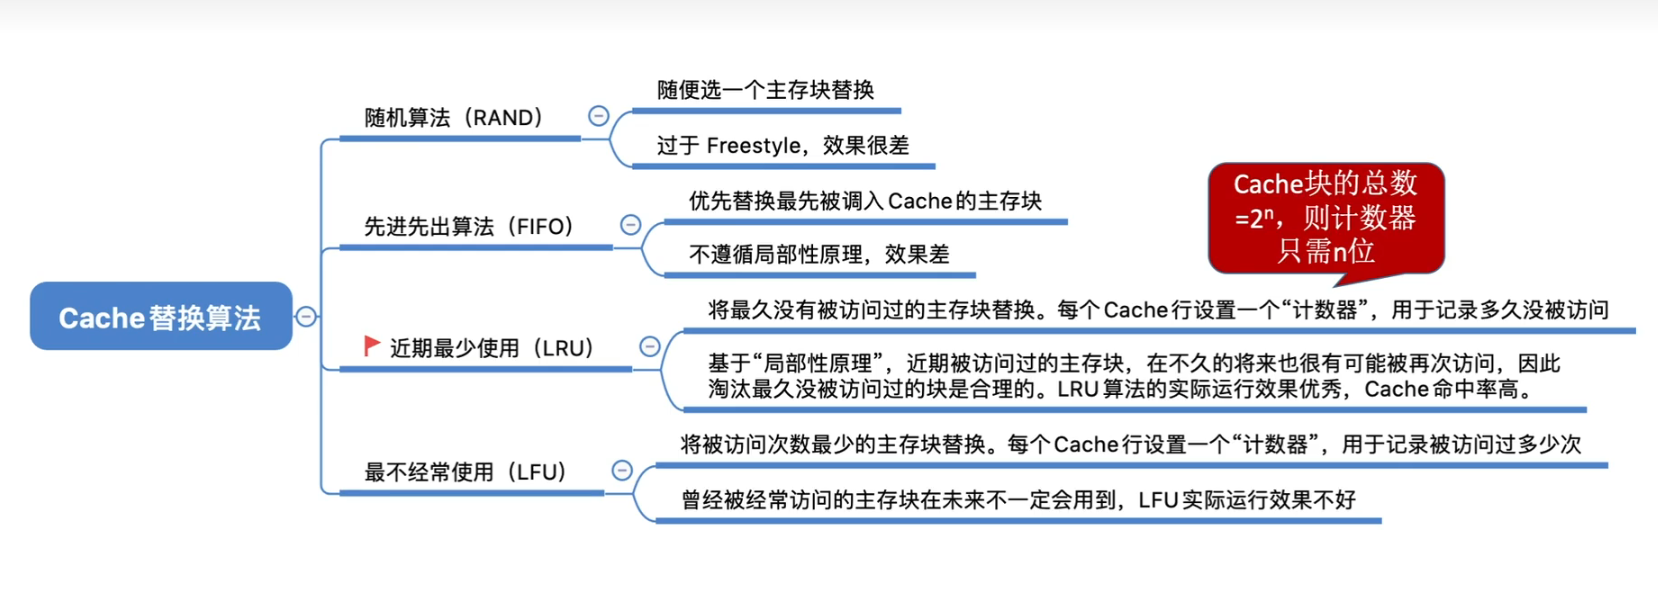 Cache替换算法
随机算法（RAND）
随便选一个主存块替换
过于 Freestyle，效果很差
先进先出算法（FIFO）
优先替换最先被调入Cache的主存块
不遵循局部性原理，效果差
Cache块的总数
=2ⁿ，则计数器
只需n位
近期最少使用（LRU）
将最久没有被访问过的主存块替换。每个Cache行设置一个“计数器”，用于记录多久没被访问
基于“局部性原理”，近期被访问过的主存块，在不久的将来也很有可能被再次访问，因此
淘汰最久没被访问过的块是合理的。LRU算法的实际运行效果优秀，Cache命中率高。
最不经常使用（LFU）
将被访问次数最少的主存块替换。每个Cache行设置一个“计数器”，用于记录被访问过多少次
曾经被经常访问的主存块在未来不一定会用到，LFU实际运行效果不好